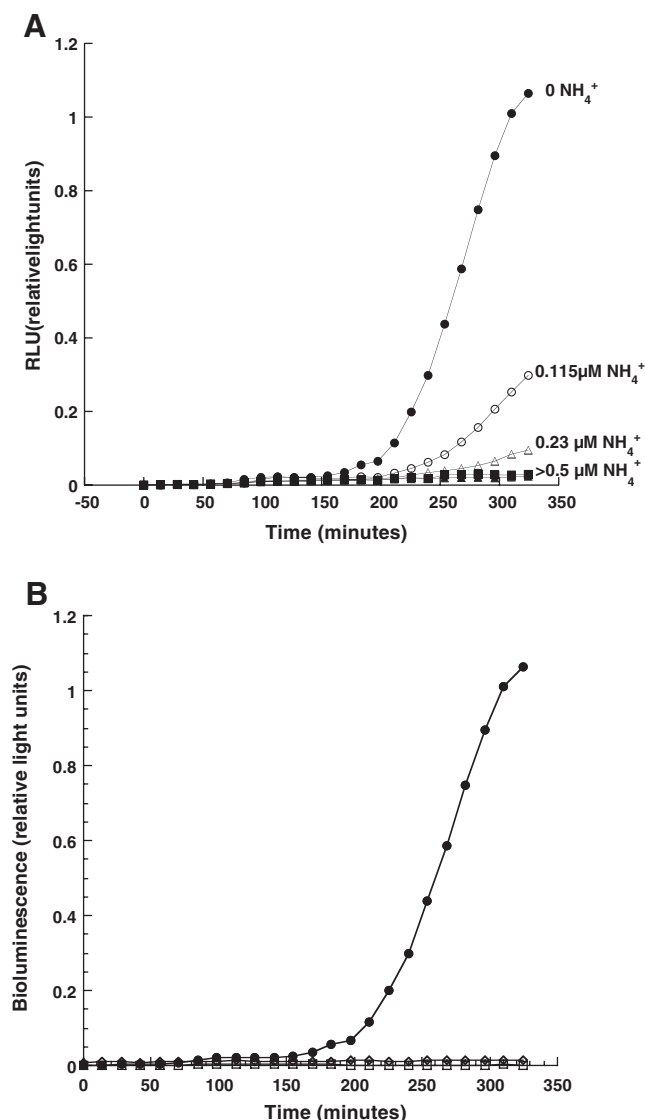 A
1.2
1
0.8
0.6
0.4
0.2
0
RLU(relativelightunits)
0 NH₄⁺
0.115µM NH₄⁺
0.23 µM NH₄⁺
>0.5 µM NH₄⁺
-50 0 50 100 150 200 250 300 350
Time (minutes)
B
1.2
1
0.8
0.6
0.4
0.2
0
Bioluminescence (relative light units)
0 50 100 150 200 250 300 350
Time (minutes)